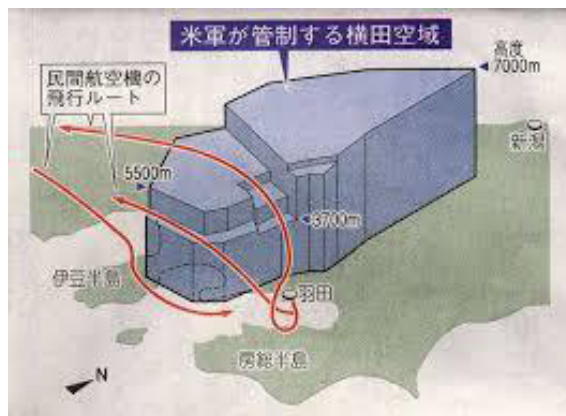 米軍が管制する横田空域
高度
7000m
民間航空機の
飛行ルート
新潟
5500m
3700m
伊豆半島
羽田
房総半島
N